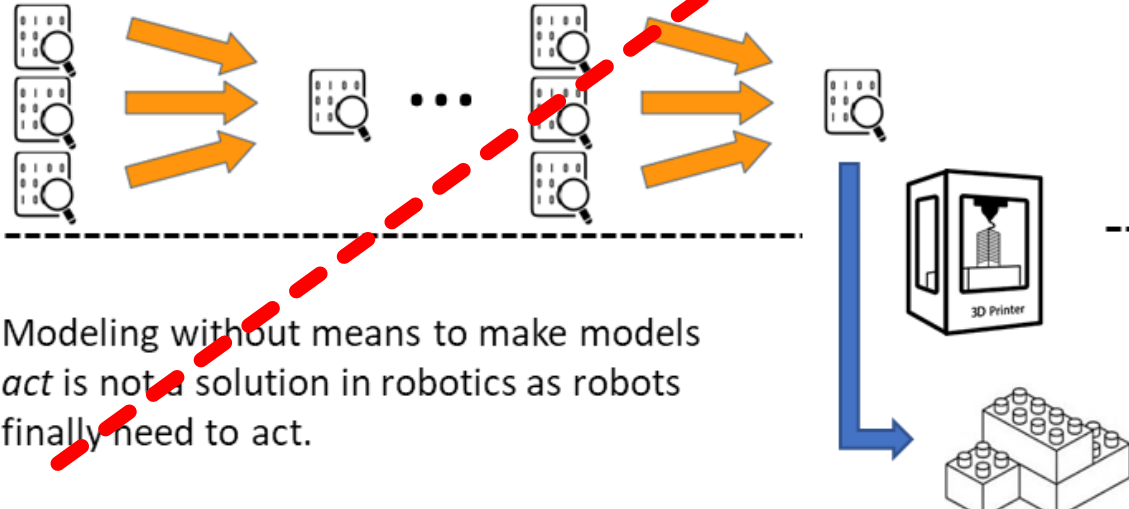 3D Printer
Modeling without means to make models
act is not a solution in robotics as robots
finally need to act.